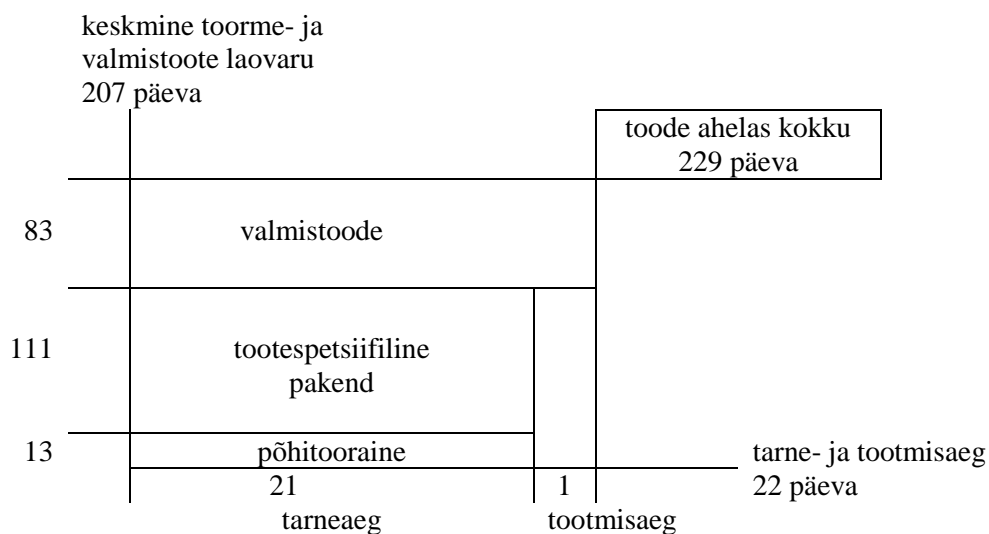 keskmine toorme- ja
valmistoote laovaru
207 päeva
toode ahelas kokku
229 päeva
83
valmistoode
111
tootespetsiifiline
pakend
13
põhitooraine
tarne- ja tootmisaeg
21
1
22 päeva
tarneaeg
tootmisaeg